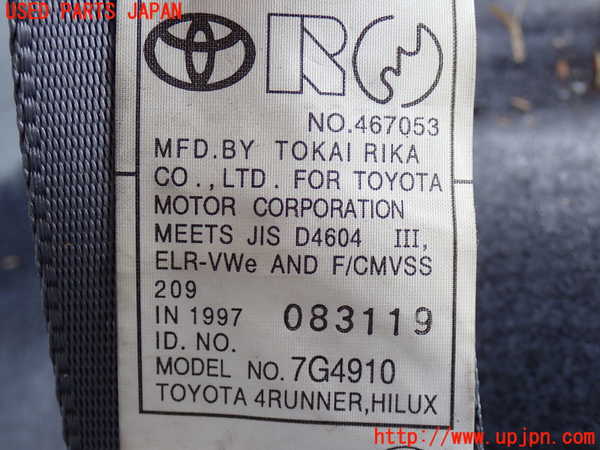 USED PARTS JAPAN
R
NO.467053
MFD.BY TOKAI RIKA
CO.,LTD. FOR TOYOTA
MOTOR CORPORATION
MEETS JIS D4604 III,
ELR-VWe AND F/CMVSS
209
IN 1997 083119
ID. NO.
MODEL NO. 7G4910
TOYOTA 4RUNNER,HILUX
http://www.upjpn.com